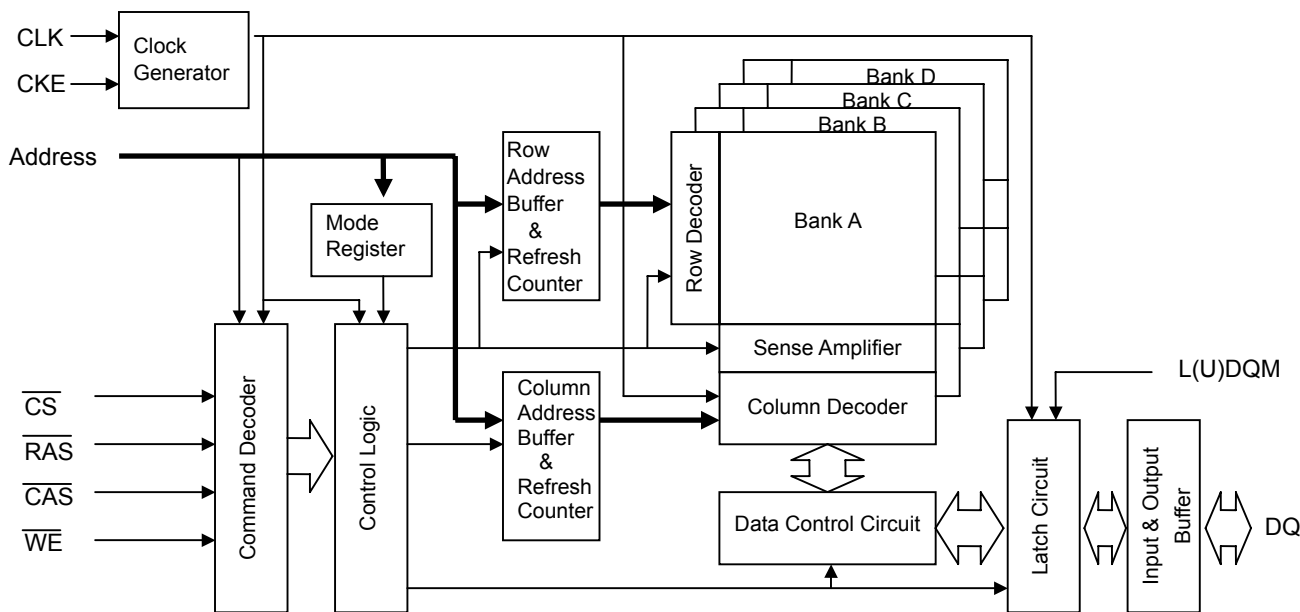 CLK
CKE
Clock
Generator
Bank D
Bank C
Bank B
Address
Row
Address
Buffer
&
Refresh
Counter
Mode
Register
Row Decoder
Bank A
Sense Amplifier
Column Decoder
L(U)DQM
CS
RAS
CAS
WE
Command Decoder
Control Logic
Column
Address
Buffer
&
Refresh
Counter
Data Control Circuit
Latch Circuit
Input & Output
Buffer
DQ